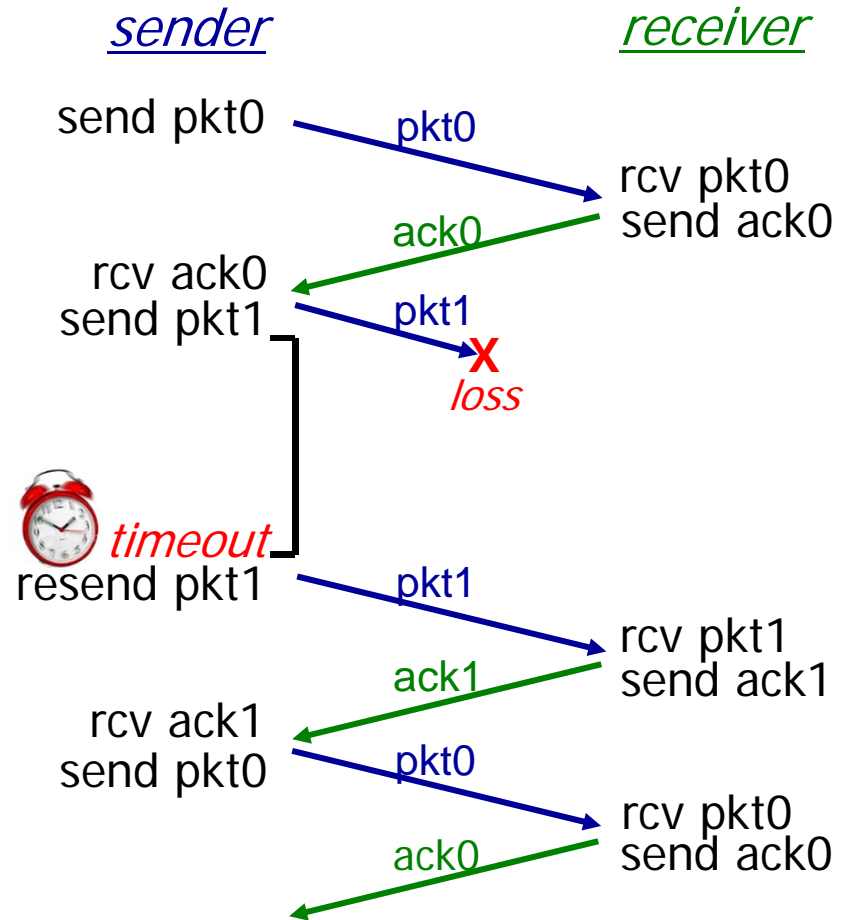 sender
receiver
send pkt0
pkt0
rcv pkt0
send ack0
ack0
rcv ack0
send pkt1
pkt1
X
loss
timeout
resend pkt1
pkt1
rcv pkt1
send ack1
ack1
rcv ack1
send pkt0
pkt0
rcv pkt0
send ack0
ack0